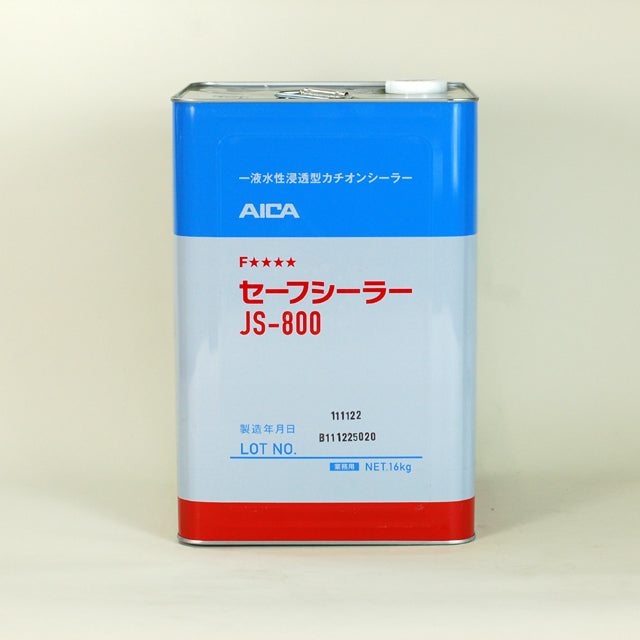 一液水性浸透型カチオンシーラー
AICA
F★★★★
セーフシーラー
JS-800
111122
製造年月日
B111225020
LOT NO.
業務用 NET.16kg